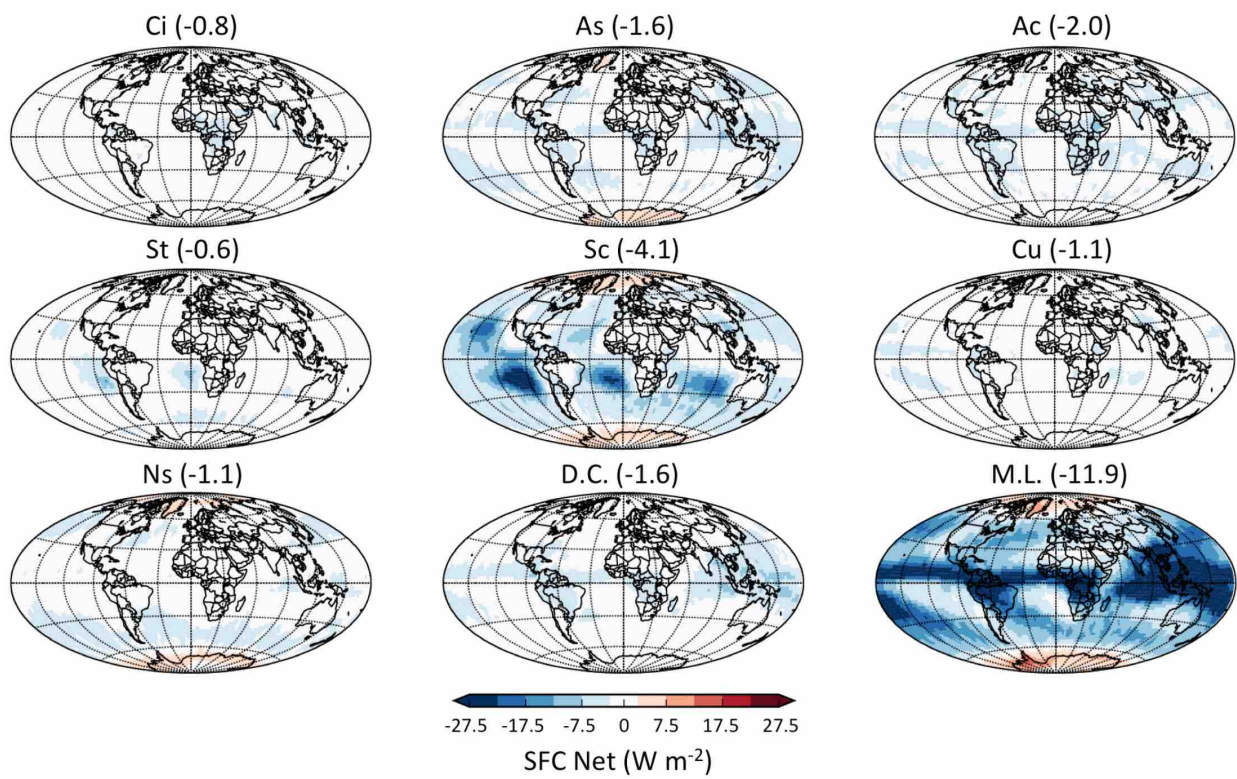 Ci (-0.8) As (-1.6) Ac (-2.0)
St (-0.6) Sc (-4.1) Cu (-1.1)
Ns (-1.1) D.C. (-1.6) M.L. (-11.9)
-27.5 -17.5 -7.5 0 7.5 17.5 27.5
SFC Net (W m⁻²)